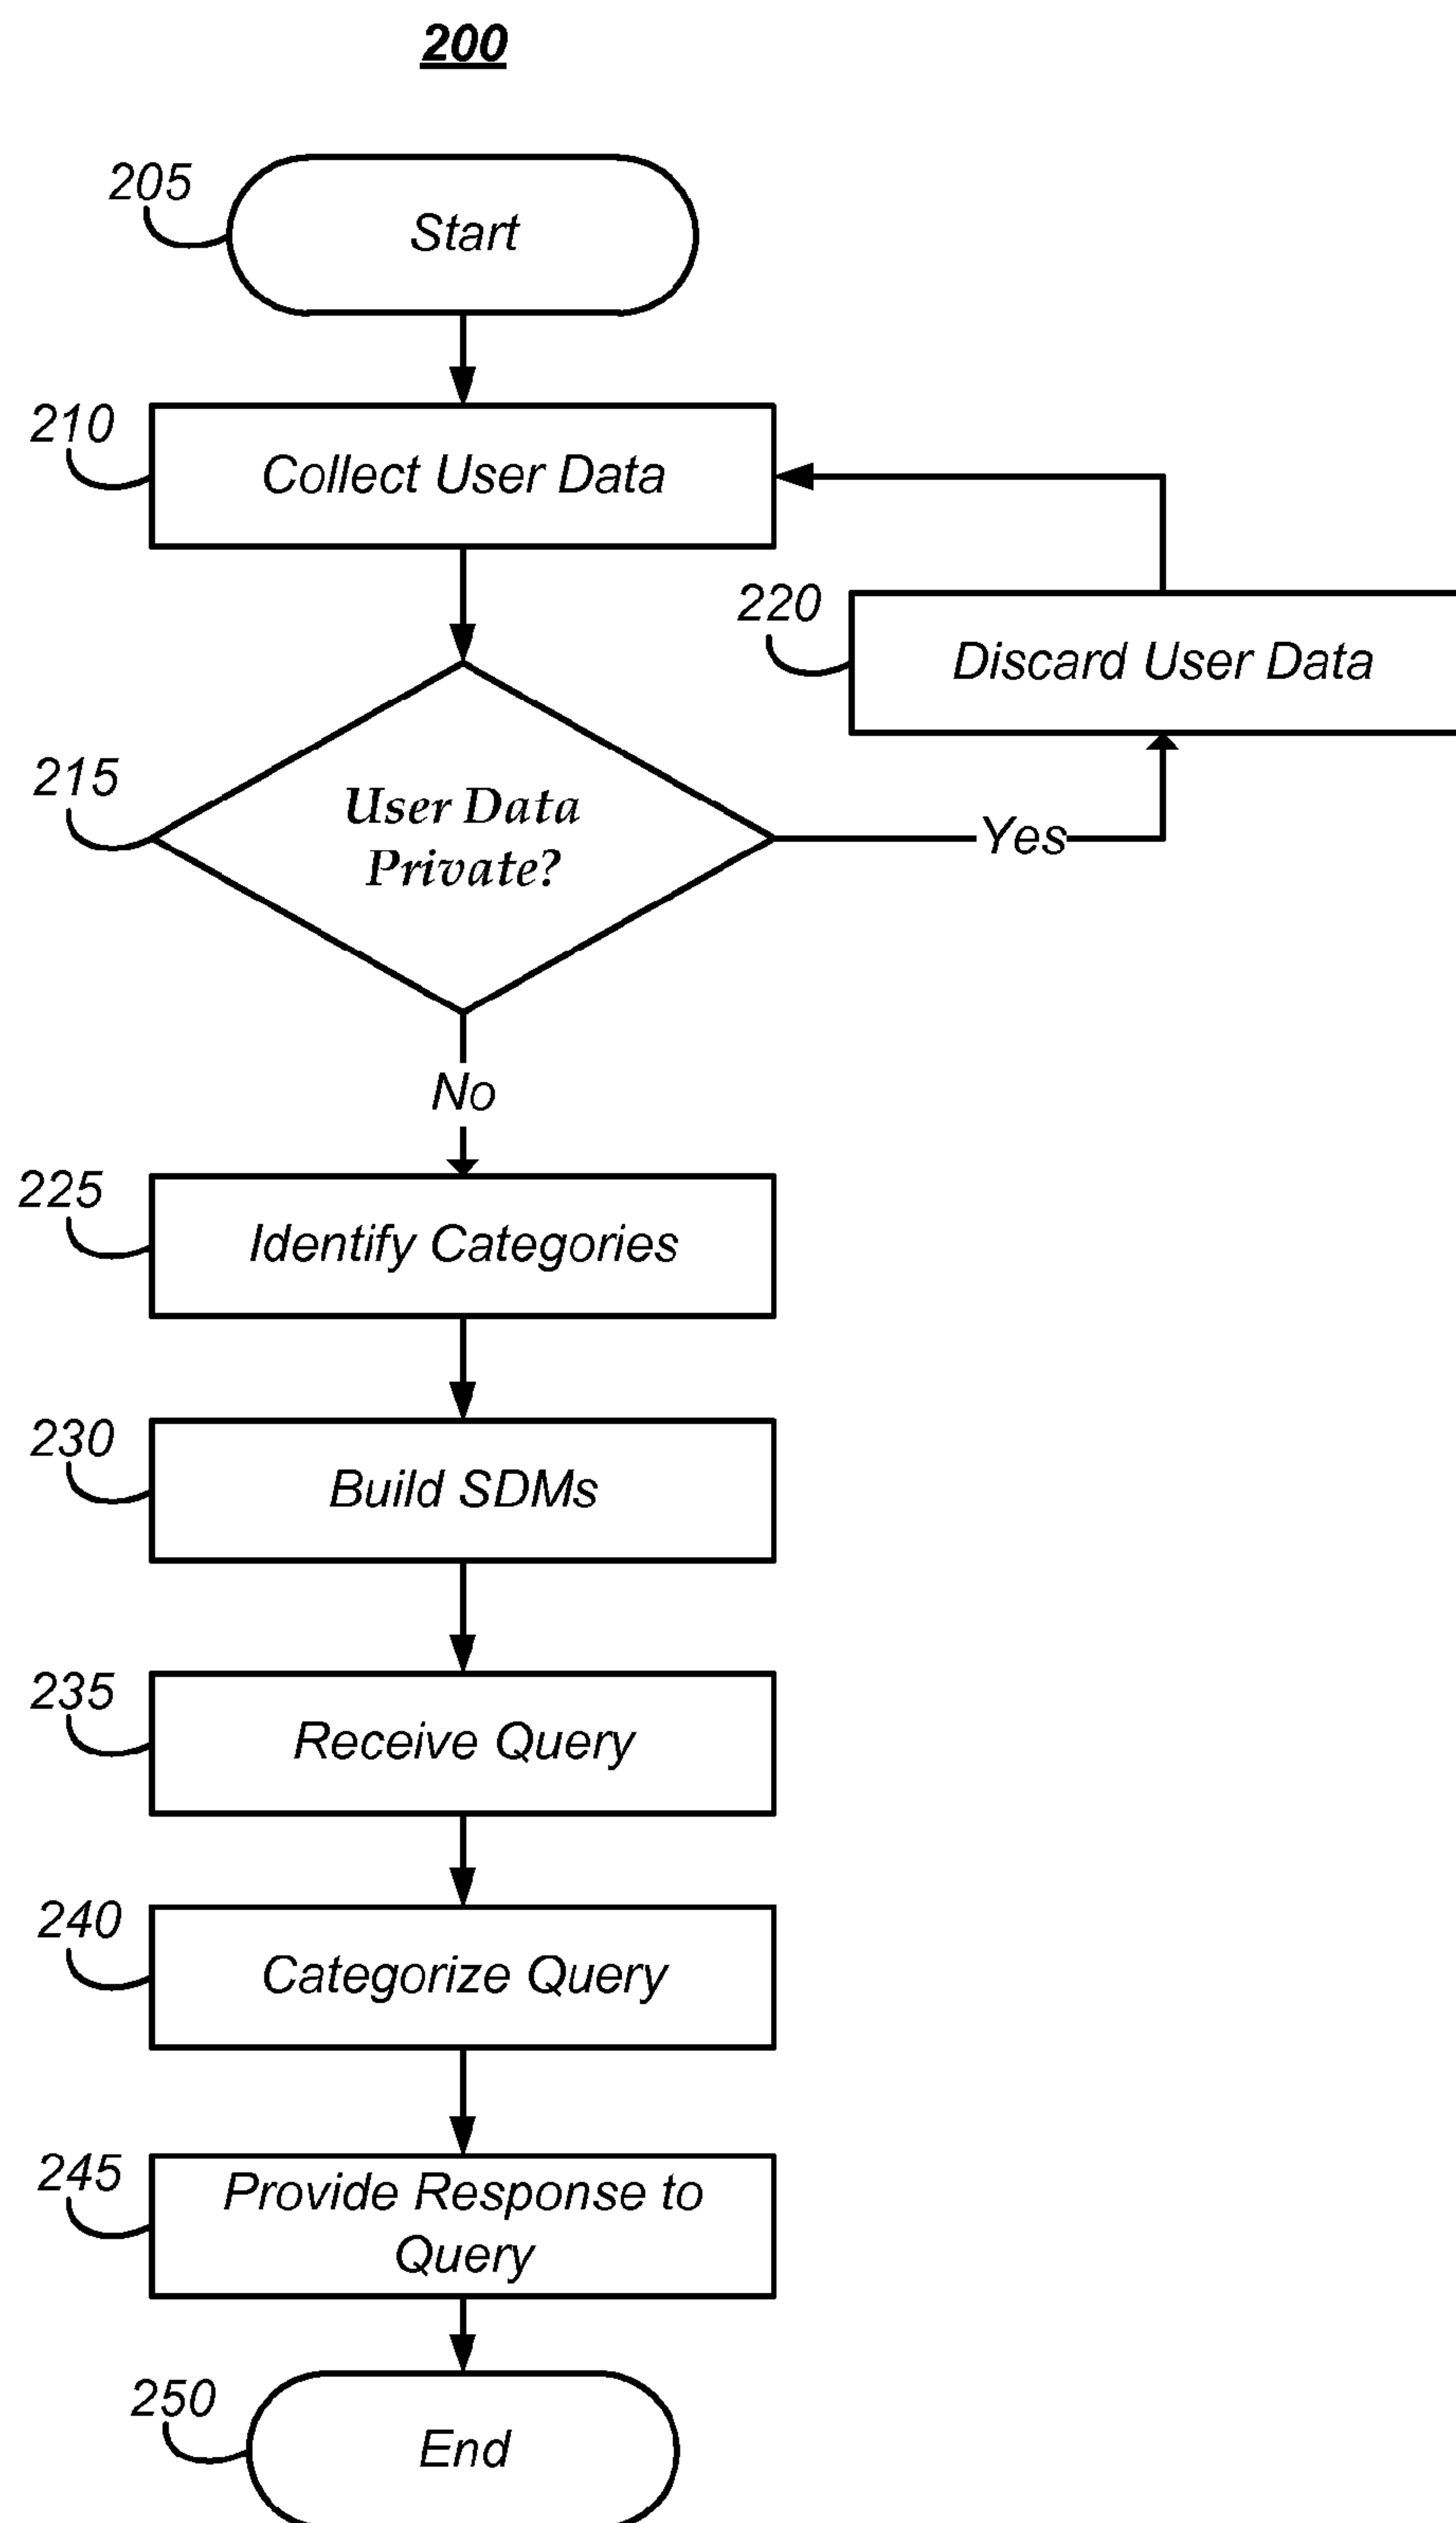 200
205
Start
210
Collect User Data
220
Discard User Data
215
User Data
Private?
Yes
No
225
Identify Categories
230
Build SDMs
235
Receive Query
240
Categorize Query
245
Provide Response to
Query
250
End